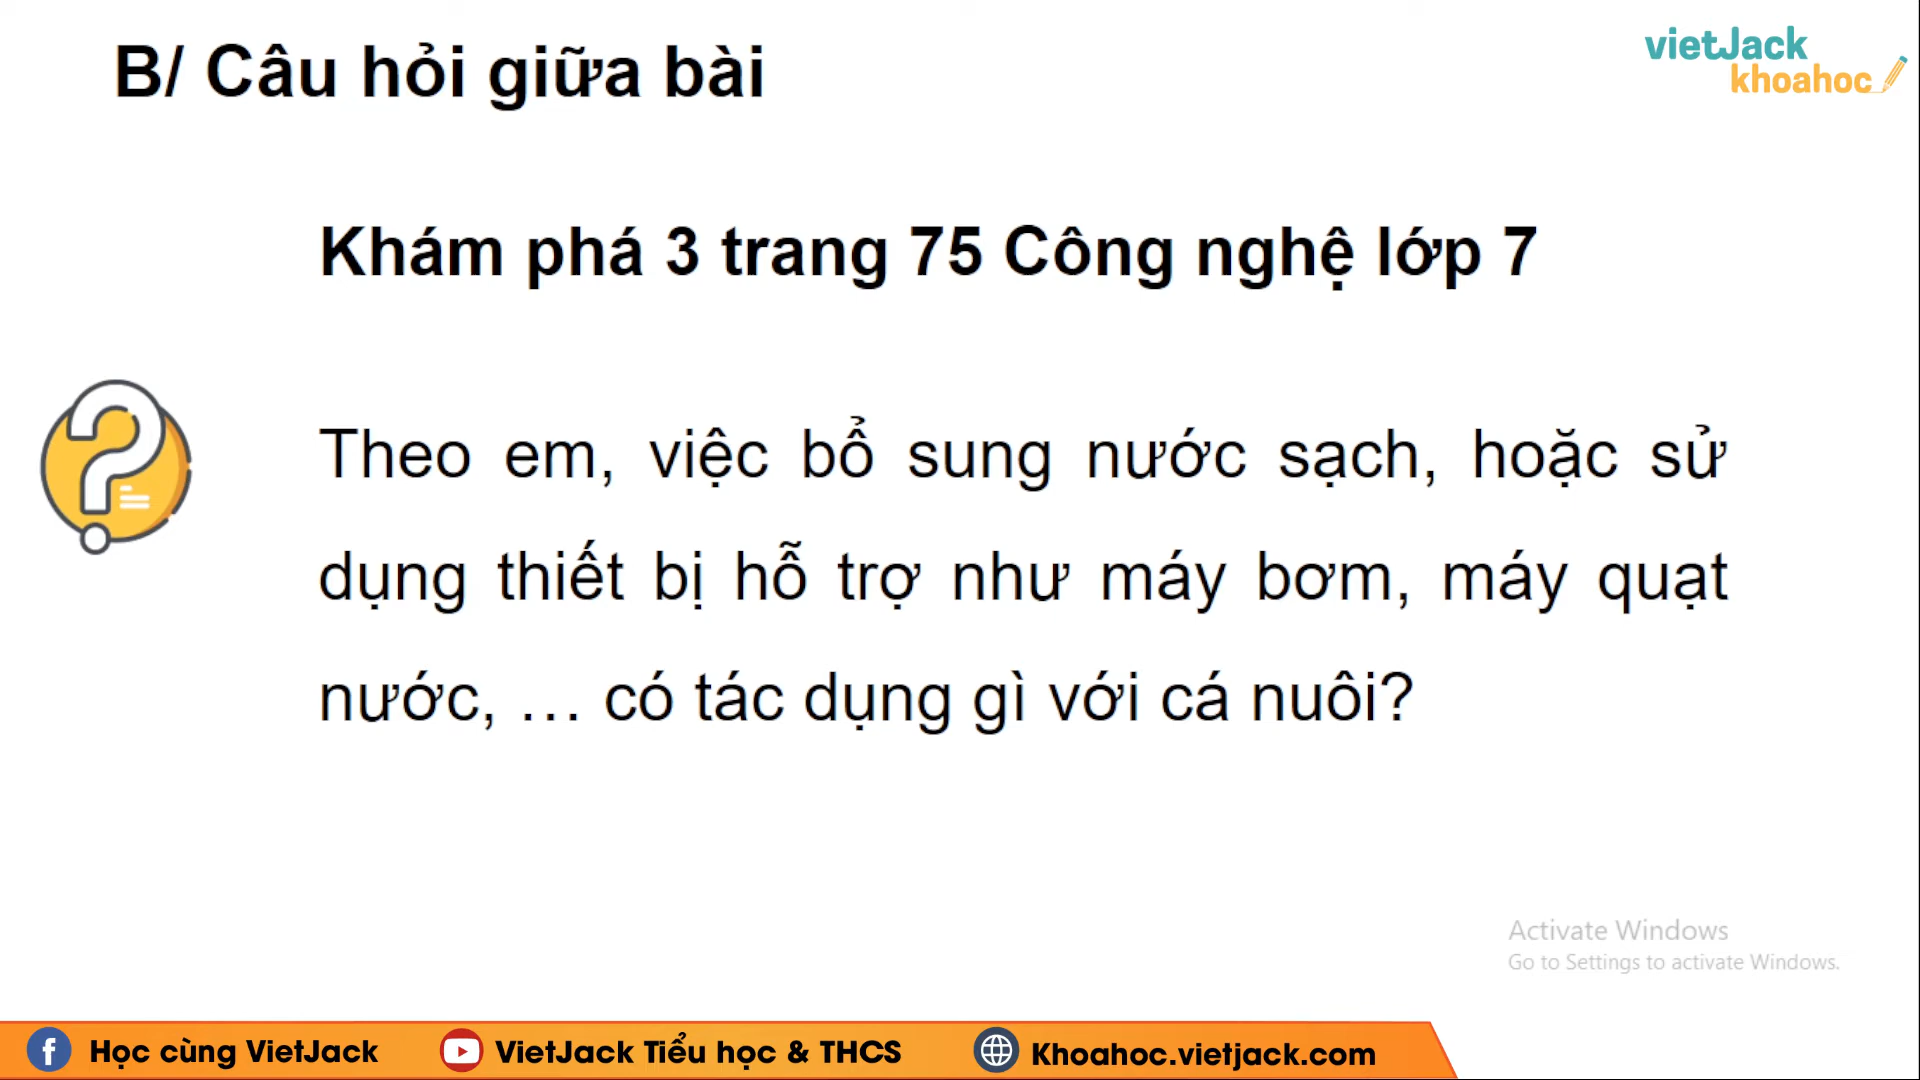 B/ Câu hỏi giữa bài
vietJack
khoahoc
Khám phá 3 trang 75 Công nghệ lớp 7
Theo em, việc bổ sung nước sạch, hoặc sử
dụng thiết bị hỗ trợ như máy bơm, máy quạt
nước, … có tác dụng gì với cá nuôi?
Activate Windows
Go to Settings to activate Windows.
Học cùng VietJack
VietJack Tiểu học & THCS
Khoahoc.vietjack.com